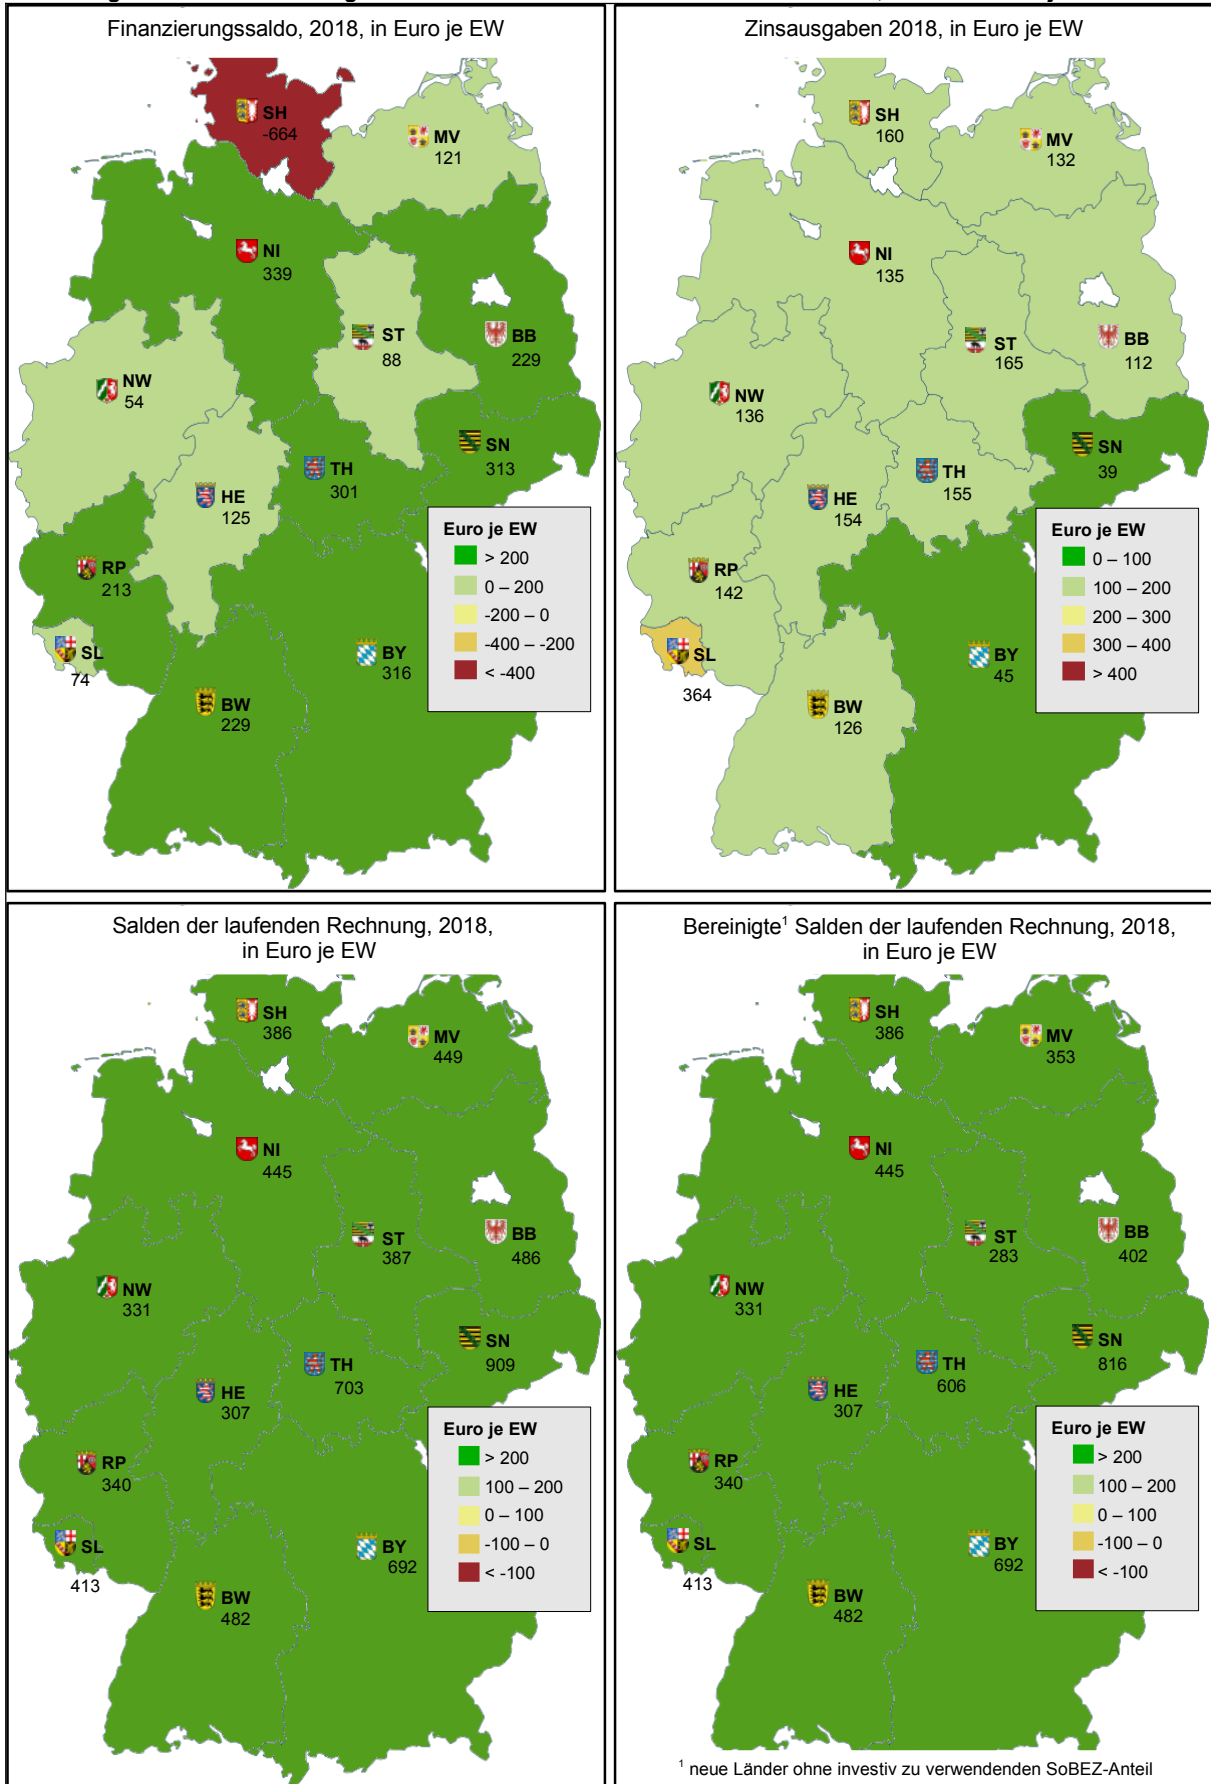 Finanzierungssaldo, 2018, in Euro je EW
SH
-664
MV
121
NI
339
ST
88
BB
229
NW
54
SN
313
TH
301
HE
125
RP
213
SL
74
BY
316
BW
229
Euro je EW
> 200
0 – 200
-200 – 0
-400 – -200
< -400
Zinsausgaben 2018, in Euro je EW
SH
160
MV
132
NI
135
ST
165
BB
112
NW
136
SN
39
TH
155
HE
154
RP
142
SL
364
BY
45
BW
126
Euro je EW
0 – 100
100 – 200
200 – 300
300 – 400
> 400
Salden der laufenden Rechnung, 2018,
in Euro je EW
SH
386
MV
449
NI
445
ST
387
BB
486
NW
331
SN
909
TH
703
HE
307
RP
340
SL
413
BY
692
BW
482
Euro je EW
> 200
100 – 200
0 – 100
-100 – 0
< -100
Bereinigte¹ Salden der laufenden Rechnung, 2018,
in Euro je EW
SH
386
MV
353
NI
445
ST
283
BB
402
NW
331
SN
816
TH
606
HE
307
RP
340
SL
413
BY
692
BW
482
Euro je EW
> 200
100 – 200
0 – 100
-100 – 0
< -100
¹ neue Länder ohne investiv zu verwendenden SoBEZ-Anteil